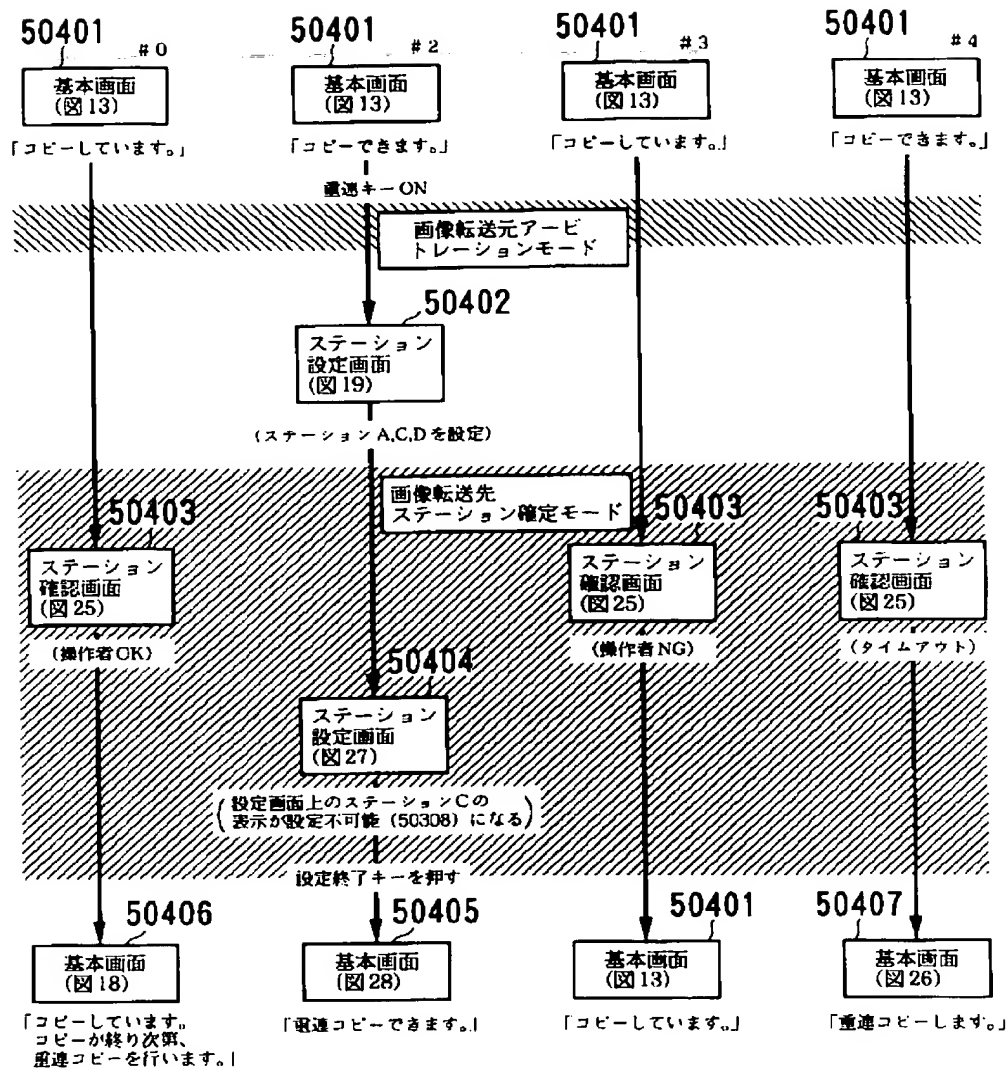 50401 #0
50401 #2
50401 #3
50401 #4
基本画面
(図13)
基本画面
(図13)
基本画面
(図13)
基本画面
(図13)
「コピーしています。」
「コピーできます。」
「コピーしています。」
「コピーできます。」
重連キーON
画像転送元アービ
トレーションモード
50402
ステーション
設定画面
(図19)
(ステーションA,C,Dを設定)
画像転送先
ステーション確定モード
50403
50403
50403
ステーション
確認画面
(図25)
ステーション
確認画面
(図25)
ステーション
確認画面
(図25)
(操作者OK)
(操作者NG)
(タイムアウト)
50404
ステーション
設定画面
(図27)
(設定画面上のステーションCの
表示が設定不可能(50308)になる)
設定終了キーを押す
50406
50405
50401
50407
基本画面
(図18)
基本画面
(図28)
基本画面
(図13)
基本画面
(図26)
「コピーしています。
コピーが終り次第、
重連コピーを行います。」
「重連コピーできます。」
「コピーしています。」
「重連コピーします。」